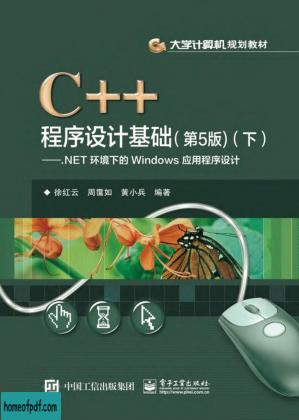 大学计算机规划教材
C++
程序设计基础(第5版)(下)
——.NET 环境下的 Windows 应用程序设计
徐红云 周霭如 黄小兵 编著
中国工信出版集团
电子工业出版社
homeofpdf.com